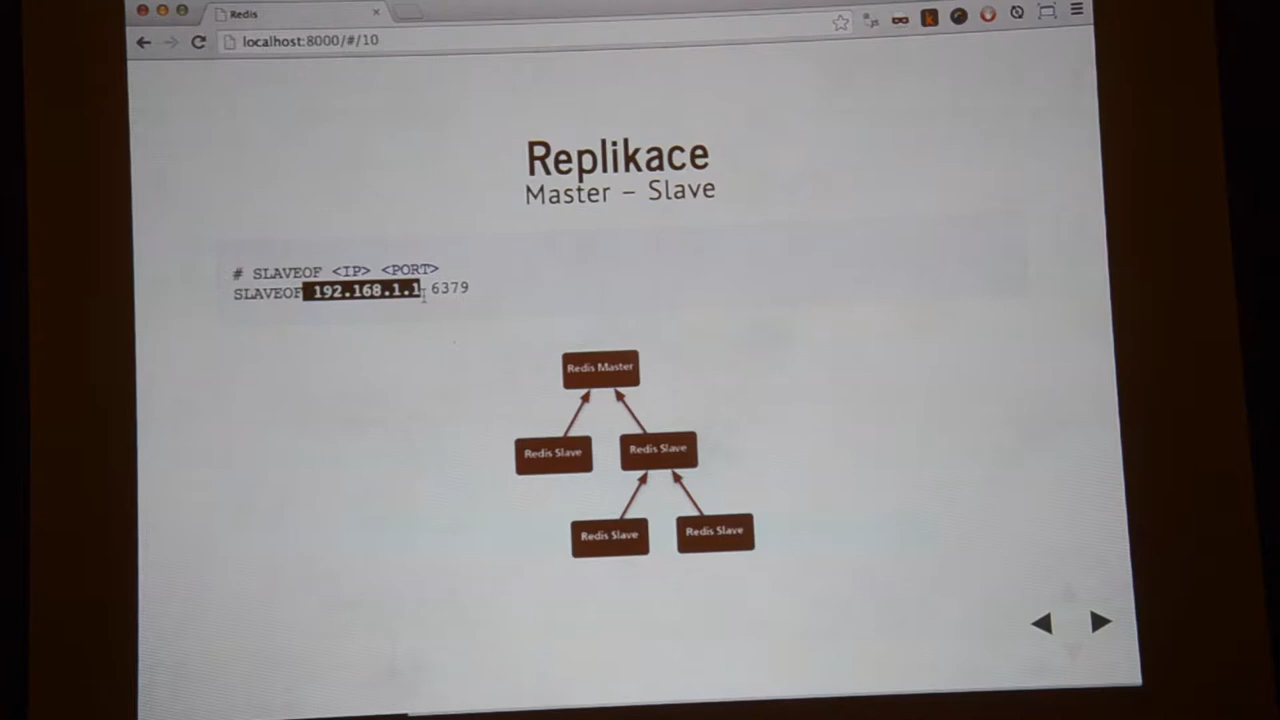 Redis
localhost:8000/#/10
Replikace
Master – Slave
# SLAVEOF <IP> <PORT>
SLAVEOF 192.168.1.1 6379
Redis Master
Redis Slave
Redis Slave
Redis Slave
Redis Slave